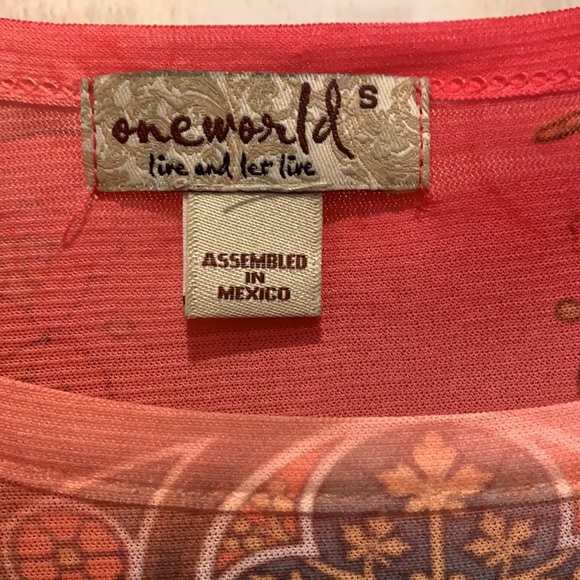 oneworld S
live and let live
ASSEMBLED
IN
MEXICO